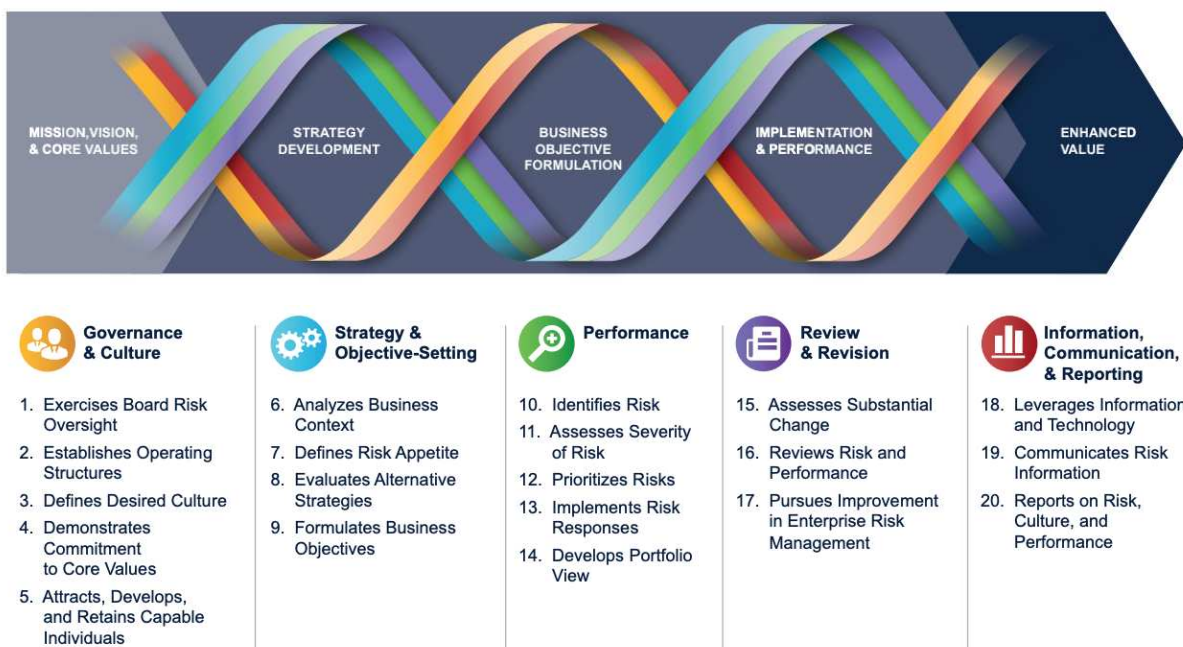 MISSION, VISION,
& CORE VALUES
STRATEGY
DEVELOPMENT
BUSINESS
OBJECTIVE
FORMULATION
IMPLEMENTATION
& PERFORMANCE
ENHANCED
VALUE
Governance
& Culture
1. Exercises Board Risk
Oversight
2. Establishes Operating
Structures
3. Defines Desired Culture
4. Demonstrates
Commitment
to Core Values
5. Attracts, Develops,
and Retains Capable
Individuals
Strategy &
Objective-Setting
6. Analyzes Business
Context
7. Defines Risk Appetite
8. Evaluates Alternative
Strategies
9. Formulates Business
Objectives
Performance
10. Identifies Risk
11. Assesses Severity
of Risk
12. Prioritizes Risks
13. Implements Risk
Responses
14. Develops Portfolio
View
Review
& Revision
15. Assesses Substantial
Change
16. Reviews Risk and
Performance
17. Pursues Improvement
in Enterprise Risk
Management
Information,
Communication,
& Reporting
18. Leverages Information
and Technology
19. Communicates Risk
Information
20. Reports on Risk,
Culture, and
Performance